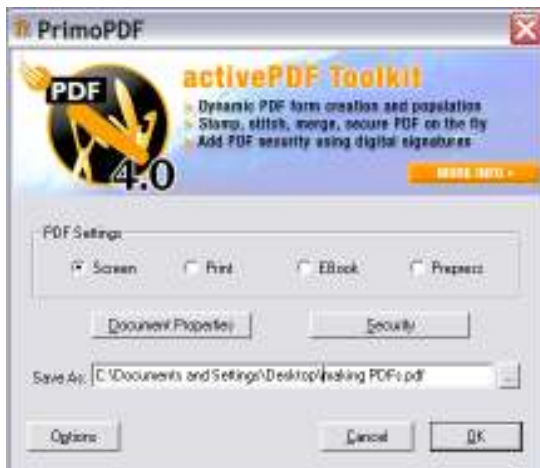 PrimoPDF
activePDF Toolkit
PDF
Dynamic PDF form creation and population
Stamp, stitch, merge, secure PDF on the fly
Add PDF security using digital signatures
4.0
MORE INFO
PDF Settings
Screen Print EBook Prepress
Document Properties Security
Save As: C:\Documents and Settings\Desktop\making PDFs.pdf ...
Options Cancel OK